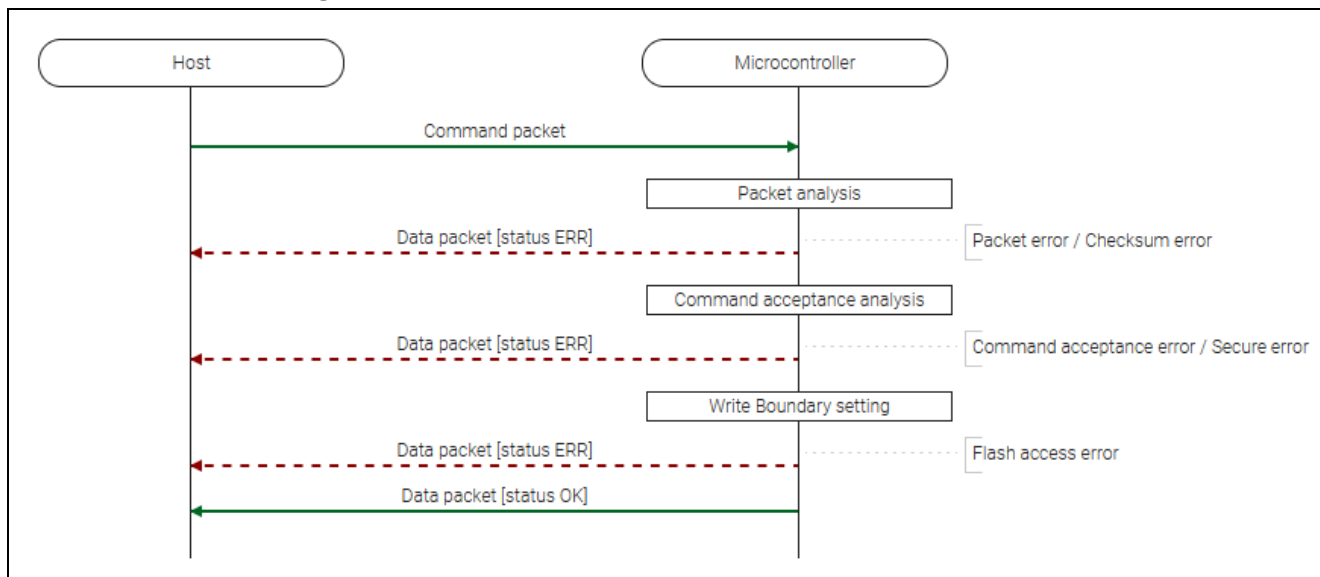 Host
Microcontroller
Command packet
Packet analysis
Data packet [status ERR]
Packet error / Checksum error
Command acceptance analysis
Data packet [status ERR]
Command acceptance error / Secure error
Write Boundary setting
Data packet [status ERR]
Flash access error
Data packet [status OK]